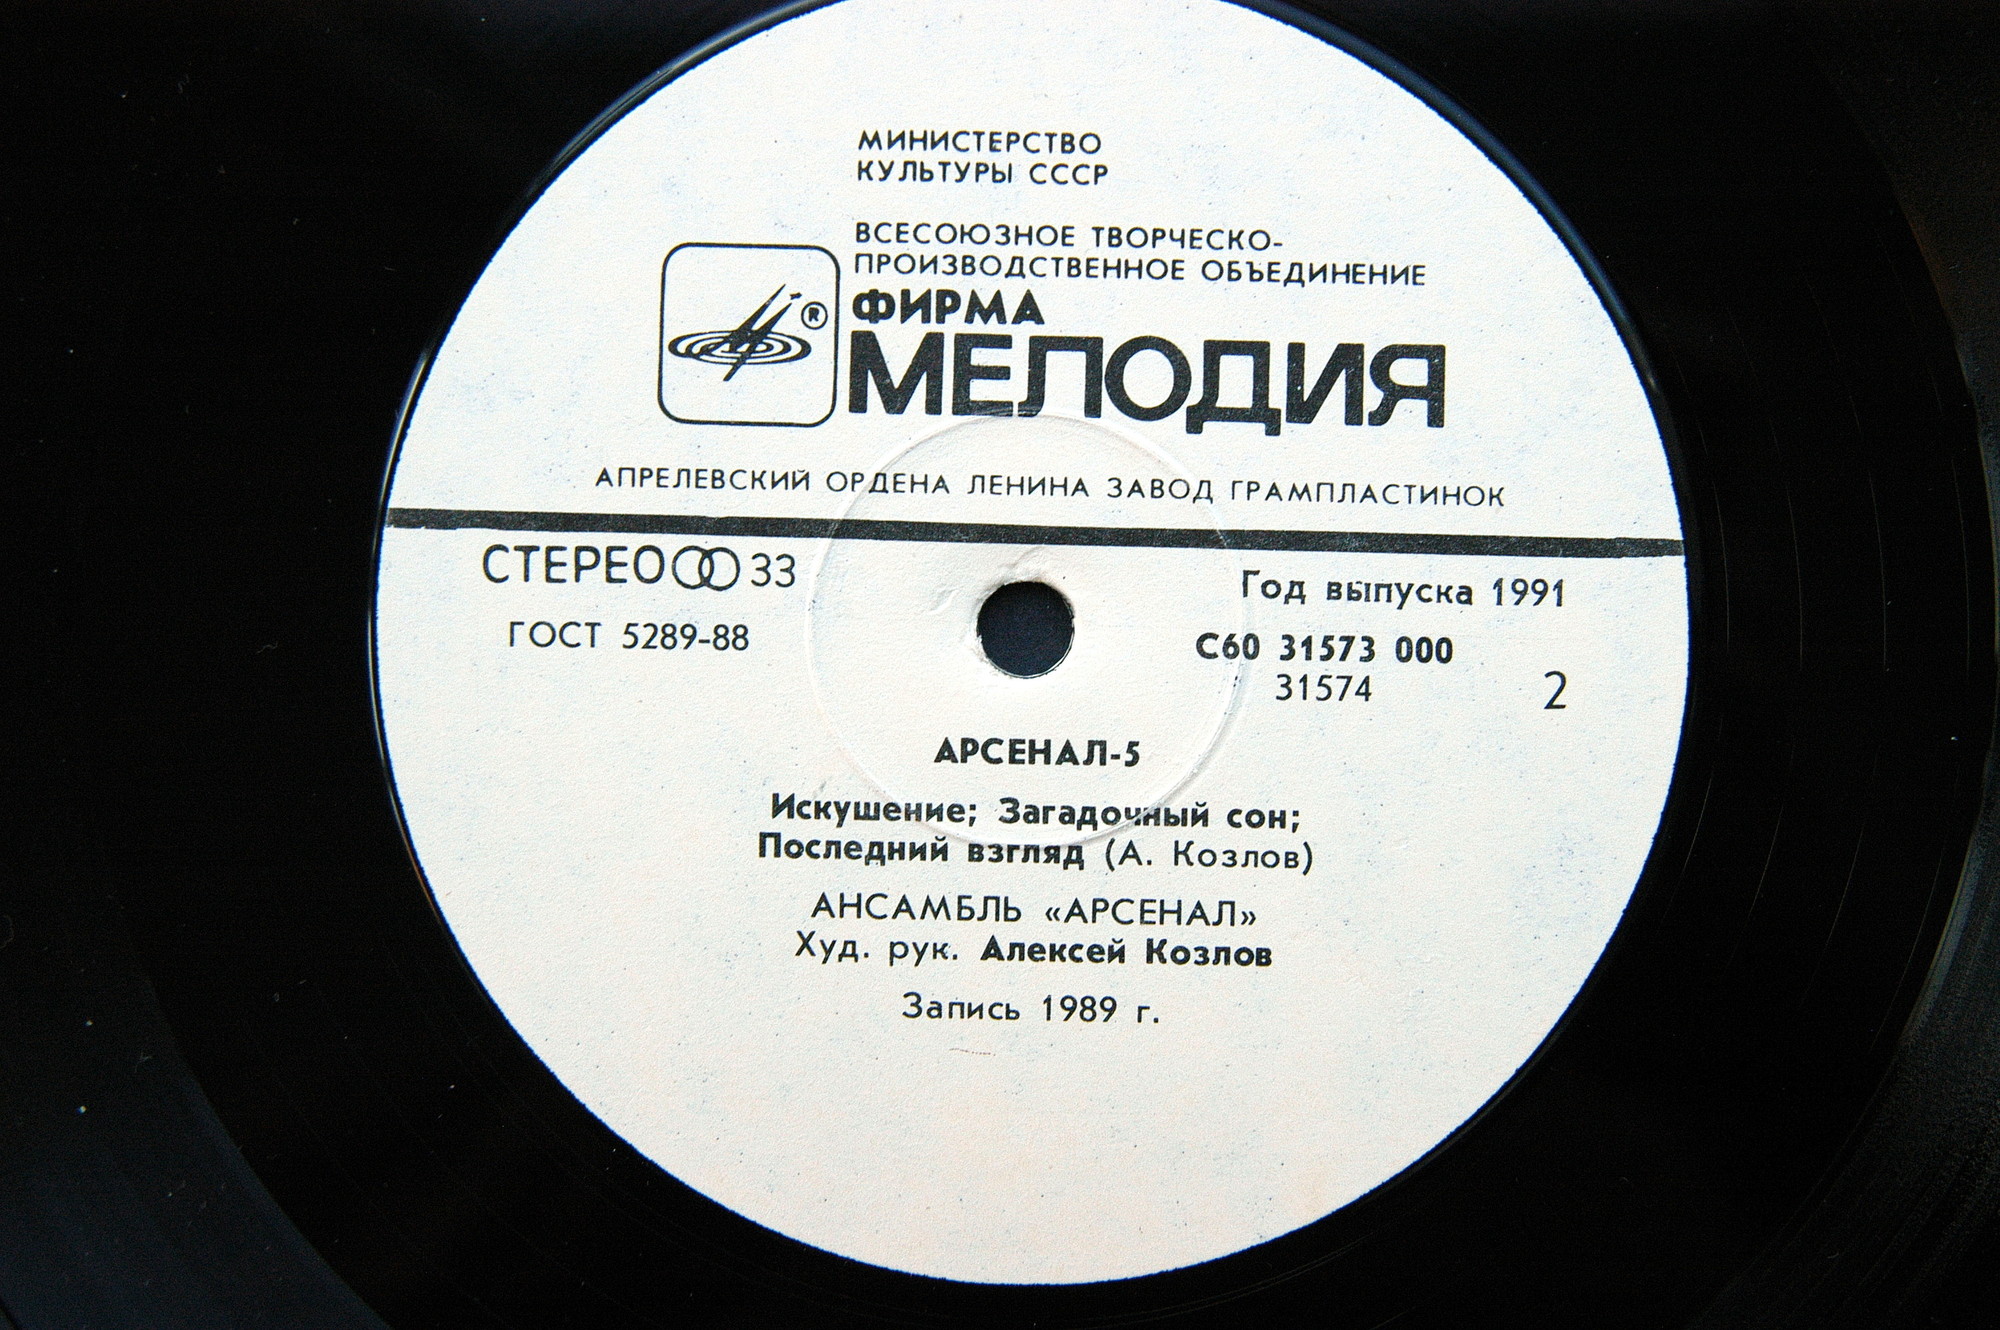 МИНИСТЕРСТВО
КУЛЬТУРЫ СССР
ВСЕСОЮЗНОЕ ТВОРЧЕСКО-
ПРОИЗВОДСТВЕННОЕ ОБЪЕДИНЕНИЕ
®
ФИРМА
МЕЛОДИЯ
АПРЕЛЕВСКИЙ ОРДЕНА ЛЕНИНА ЗАВОД ГРАМПЛАСТИНОК
СТЕРЕО 33
ГОСТ 5289-88
Год выпуска 1991
С60 31573 000
31574
2
АРСЕНАЛ-5
Искушение; Загадочный сон;
Последний взгляд (А. Козлов)
АНСАМБЛЬ «АРСЕНАЛ»
Худ. рук. Алексей Козлов
Запись 1989 г.